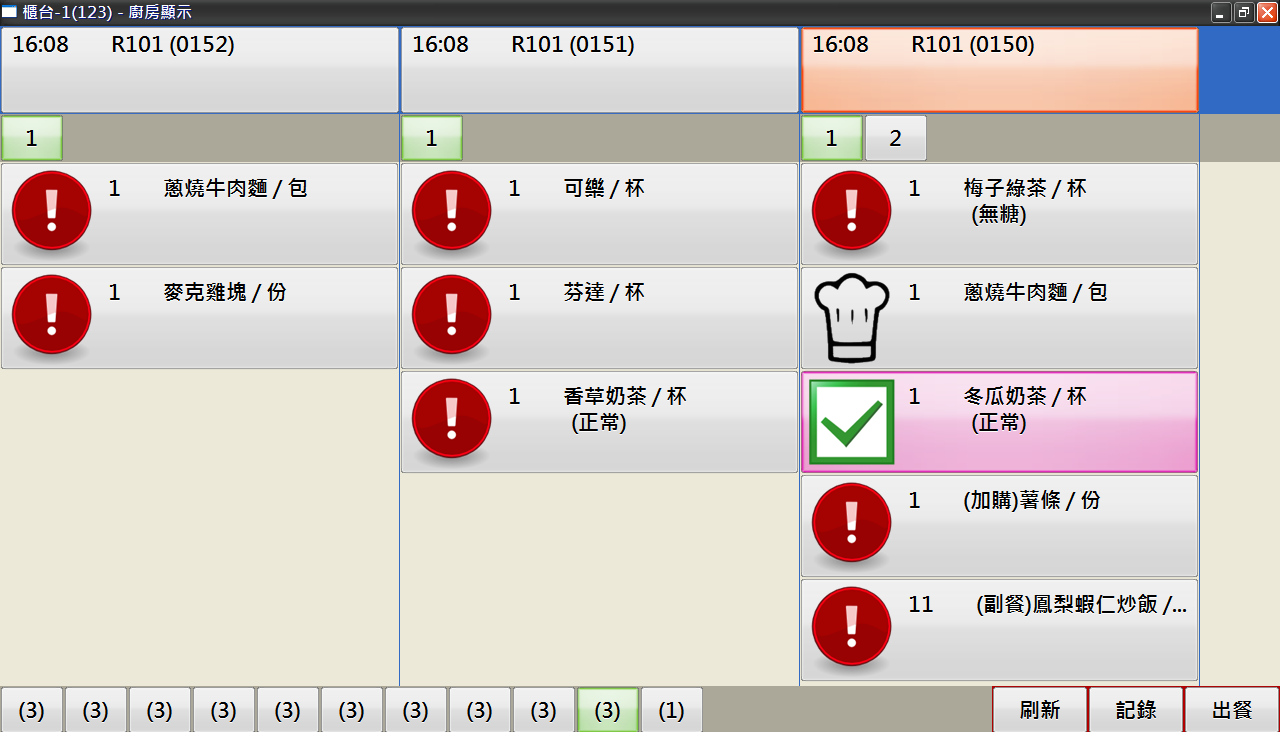 櫃台-1(123) - 廚房顯示
16:08 R101 (0152)
16:08 R101 (0151)
16:08 R101 (0150)
1
1
1 2
1 蔥燒牛肉麵 / 包
1 麥克雞塊 / 份
1 可樂 / 杯
1 芬達 / 杯
1 香草奶茶 / 杯
(正常)
1 梅子綠茶 / 杯
(無糖)
1 蔥燒牛肉麵 / 包
1 冬瓜奶茶 / 杯
(正常)
1 (加購)薯條 / 份
11 (副餐)鳳梨蝦仁炒飯 /...
(3) (3) (3) (3) (3) (3) (3) (3) (3) (3) (1)
刷新 記錄 出餐